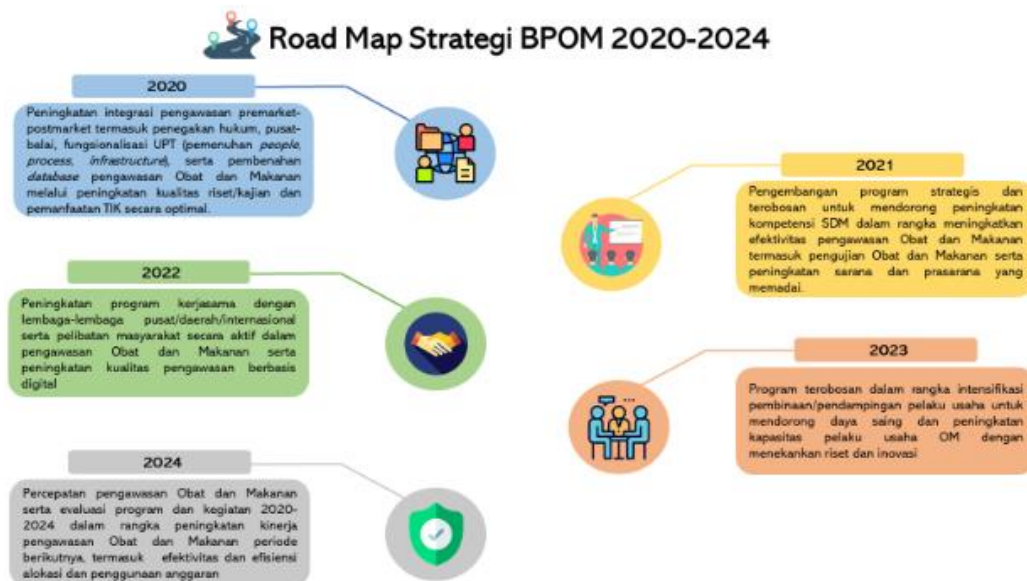 Road Map Strategi BPOM 2020-2024
2020
Peningkatan integrasi pengawasan premarket-
postmarket termasuk penegakan hukum, pusat-
balai, fungsionalisasi UPT (pemenuhan people,
process, infrastructure), serta pembenahan
database pengawasan Obat dan Makanan
melalui peningkatan kualitas riset/kajian dan
pemanfaatan TIK secara optimal.
2021
Pengembangan program strategis dan
terobosan untuk mendorong peningkatan
kompetensi SDM dalam rangka meningkatkan
efektivitas pengawasan Obat dan Makanan
termasuk pengujian Obat dan Makanan serta
peningkatan sarana dan prasarana yang
memadai.
2022
Peningkatan program kerjasama dengan
lembaga-lembaga pusat/daerah/internasional
serta pelibatan masyarakat secara aktif dalam
pengawasan Obat dan Makanan serta
peningkatan kualitas pengawasan berbasis
digital
2023
Program terobosan dalam rangka intensifikasi
pembinaan/pendampingan pelaku usaha untuk
mendorong daya saing dan peningkatan
kapasitas pelaku usaha OM dengan
menekankan riset dan inovasi
2024
Percepatan pengawasan Obat dan Makanan
serta evaluasi program dan kegiatan 2020-
2024 dalam rangka peningkatan kinerja
pengawasan Obat dan Makanan periode
berikutnya, termasuk efektivitas dan efisiensi
alokasi dan penggunaan anggaran